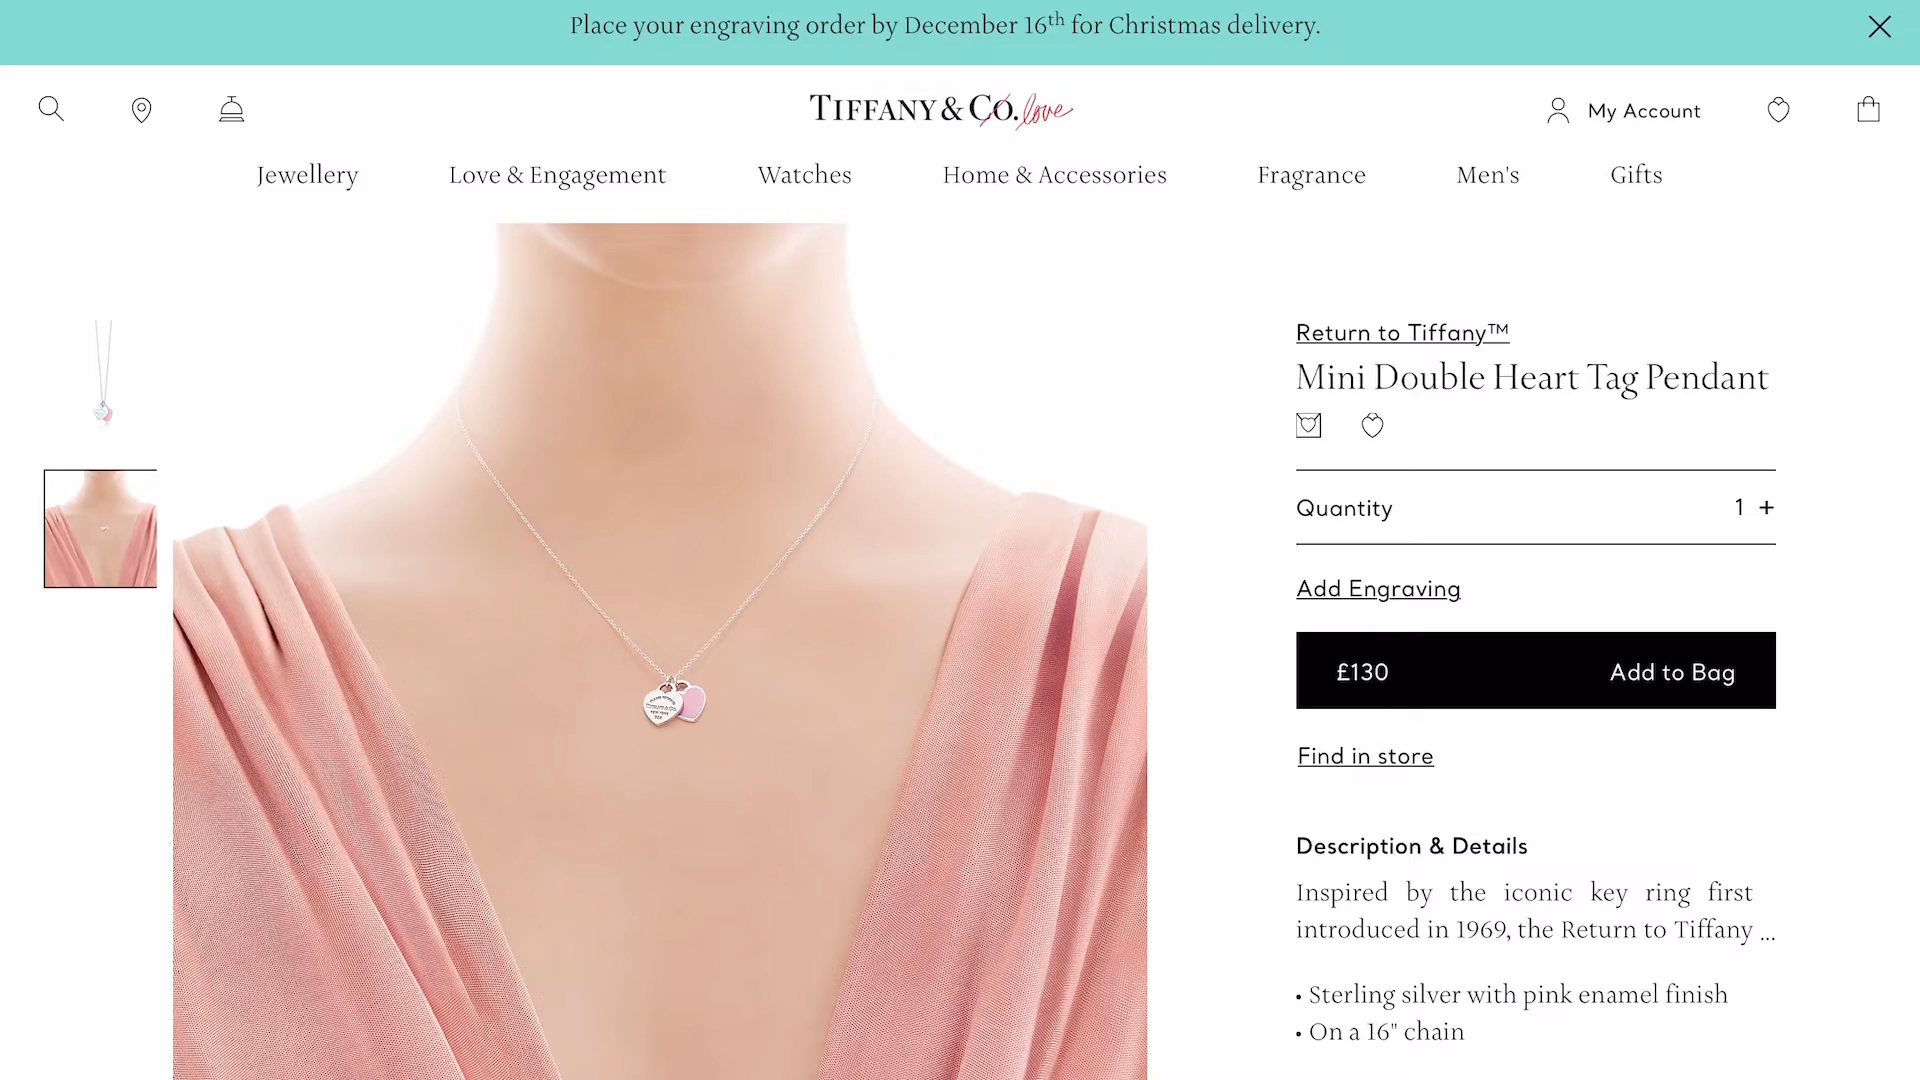 Place your engraving order by December 16th for Christmas delivery.
TIFFANY & CO. love
My Account
Jewellery
Love & Engagement
Watches
Home & Accessories
Fragrance
Men's
Gifts
Return to Tiffany™
Mini Double Heart Tag Pendant
Quantity
1 +
Add Engraving
£130
Add to Bag
Find in store
Description & Details
Inspired by the iconic key ring first
introduced in 1969, the Return to Tiffany ...
• Sterling silver with pink enamel finish
• On a 16" chain